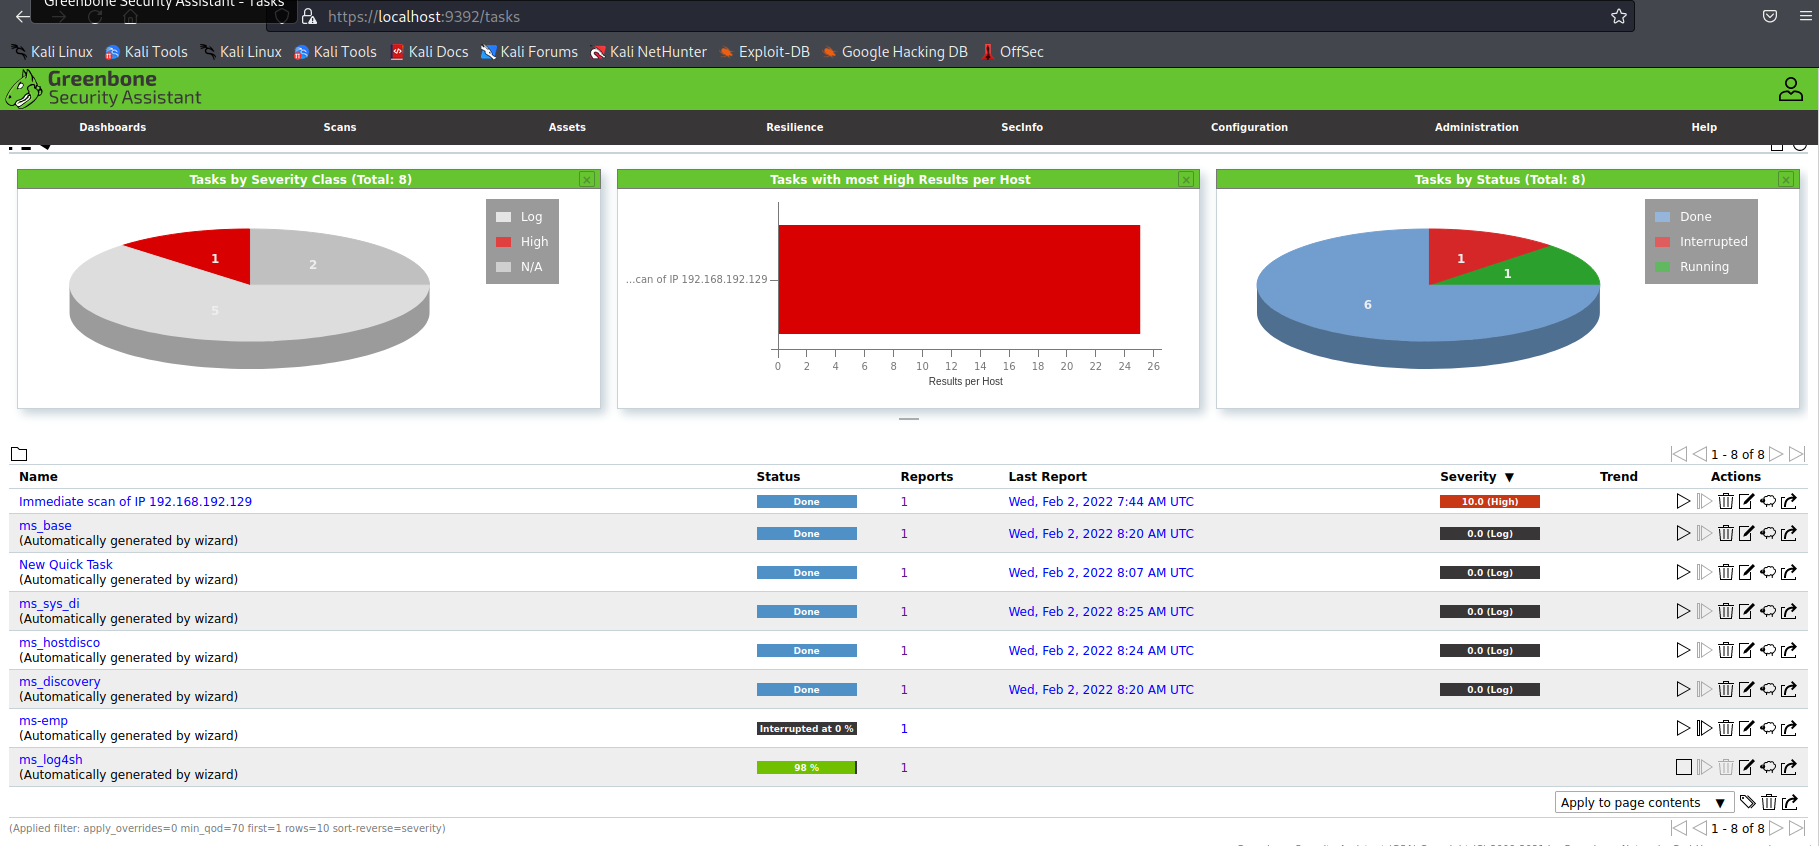 Greenbone Security Assistant - Tasks
https://localhost:9392/tasks
Kali Linux Kali Tools Kali Linux Kali Tools Kali Docs Kali Forums Kali NetHunter Exploit-DB Google Hacking DB OffSec
Greenbone
Security Assistant
Dashboards Scans Assets Resilience SecInfo Configuration Administration Help
Tasks by Severity Class (Total: 8)
Log
High
N/A
1
2
5
Tasks with most High Results per Host
...can of IP 192.168.192.129
0 2 4 6 8 10 12 14 16 18 20 22 24 26
Results per Host
Tasks by Status (Total: 8)
Done
Interrupted
Running
1
1
6
1 - 8 of 8
Name Status Reports Last Report Severity ▼ Trend Actions
Immediate scan of IP 192.168.192.129 Done 1 Wed, Feb 2, 2022 7:44 AM UTC 10.0 (High)
ms_base
(Automatically generated by wizard) Done 1 Wed, Feb 2, 2022 8:20 AM UTC 0.0 (Log)
New Quick Task
(Automatically generated by wizard) Done 1 Wed, Feb 2, 2022 8:07 AM UTC 0.0 (Log)
ms_sys_di
(Automatically generated by wizard) Done 1 Wed, Feb 2, 2022 8:25 AM UTC 0.0 (Log)
ms_hostdisco
(Automatically generated by wizard) Done 1 Wed, Feb 2, 2022 8:24 AM UTC 0.0 (Log)
ms_discovery
(Automatically generated by wizard) Done 1 Wed, Feb 2, 2022 8:20 AM UTC 0.0 (Log)
ms-emp
(Automatically generated by wizard) Interrupted at 0 % 1
ms_log4sh
(Automatically generated by wizard) 98 % 1
Apply to page contents ▼
(Applied filter: apply_overrides=0 min_qod=70 first=1 rows=10 sort-reverse=severity)
1 - 8 of 8